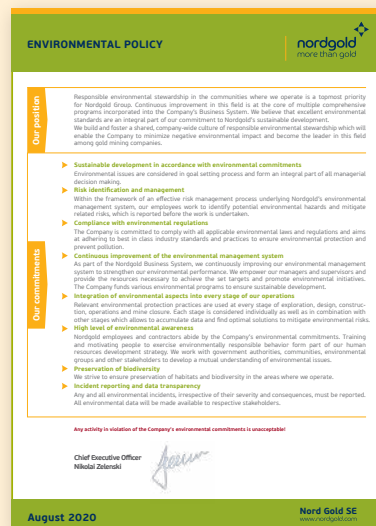 ENVIRONMENTAL POLICY
nordgold
more than gold
Our position
Responsible environmental stewardship in the communities where we operate is a topmost priority
for Nordgold Group. Continuous improvement in this field is at the core of multiple comprehensive
programs incorporated into the Company's Business System. We believe that excellent environmental
standards are an integral part of our commitment to Nordgold's sustainable development.
We build and foster a shared, company-wide culture of responsible environmental stewardship which will
enable the Company to minimize negative environmental impact and become the leader in this field
among gold mining companies.
Our commitments
Sustainable development in accordance with environmental commitments
Environmental issues are considered in goal setting process and form an integral part of all managerial
decision making.
Risk identification and management
Within the framework of an effective risk management process underlying Nordgold's environmental
management system, our employees work to identify potential environmental hazards and mitigate
related risks, which is reported before the work is undertaken.
Compliance with environmental regulations
The Company is committed to comply with all applicable environmental laws and regulations and aims
at adhering to best in class industry standards and practices to ensure environmental protection and
prevent pollution.
Continuous improvement of the environmental management system
As part of the Nordgold Business System, we continuously improving our environmental management
system to strengthen our environmental performance. We empower our managers and supervisors and
provide the resources necessary to achieve the set targets and promote environmental initiatives.
The Company funds various environmental programs to ensure sustainable development.
Integration of environmental aspects into every stage of our operations
Relevant environmental protection practices are used at every stage of exploration, design, construc-
tion, operations and mine closure. Each stage is considered individually as well as in combination with
other stages which allows to accumulate data and find optimal solutions to mitigate environmental risks.
High level of environmental awareness
Nordgold employees and contractors abide by the Company's environmental commitments. Training
and motivating people to exercise environmentally responsible behavior form part of our human
resources development strategy. We work with government authorities, communities, environmental
groups and other stakeholders to develop a mutual understanding of environmental issues.
Preservation of biodiversity
We strive to ensure preservation of habitats and biodiversity in the areas where we operate.
Incident reporting and data transparency
Any and all environmental incidents, irrespective of their severity and consequences, must be reported.
All environmental data will be made available to respective stakeholders.
Any activity in violation of the Company's environmental commitments is unacceptable!
Chief Executive Officer
Nikolai Zelenski
August 2020
Nord Gold SE
www.nordgold.com